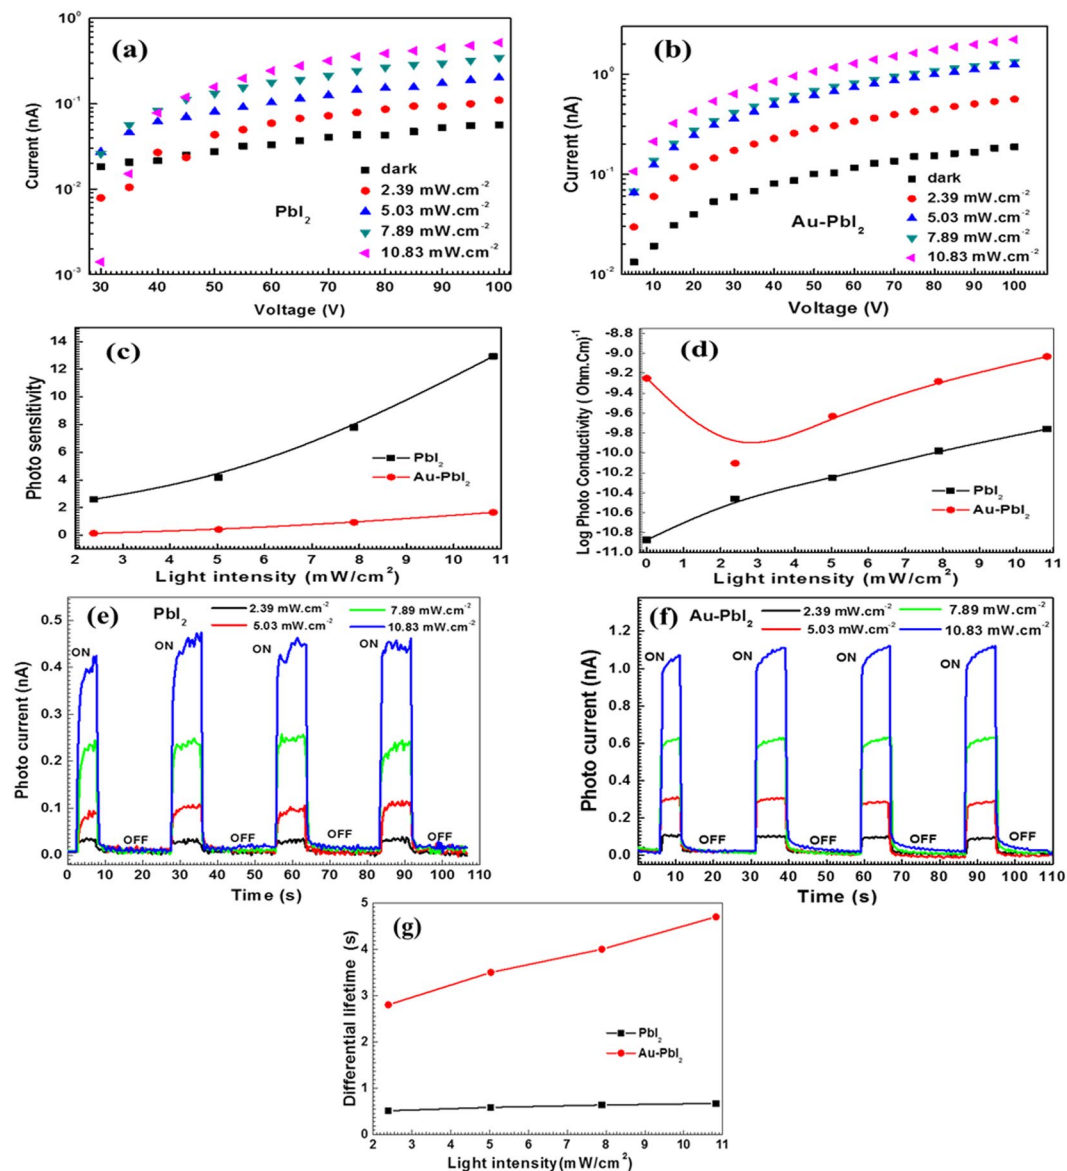 (a)
Current (nA)
10⁰
10⁻¹
10⁻²
10⁻³
PbI₂
dark
2.39 mW.cm⁻²
5.03 mW.cm⁻²
7.89 mW.cm⁻²
10.83 mW.cm⁻²
30 40 50 60 70 80 90 100
Voltage (V)
(b)
Current (nA)
10⁰
10⁻¹
10⁻²
Au-PbI₂
dark
2.39 mW.cm⁻²
5.03 mW.cm⁻²
7.89 mW.cm⁻²
10.83 mW.cm⁻²
10 20 30 40 50 60 70 80 90 100
Voltage (V)
(c)
Photo sensitivity
14
12
10
8
6
4
2
0
PbI₂
Au-PbI₂
2 3 4 5 6 7 8 9 10 11
Light intensity (mW/cm²)
(d)
Log Photo Conductivity ( Ohm.Cm)⁻¹
-8.8
-9.0
-9.2
-9.4
-9.6
-9.8
-10.0
-10.2
-10.4
-10.6
-10.8
-11.0
PbI₂
Au-PbI₂
0 1 2 3 4 5 6 7 8 9 10 11
Light intensity (mW/cm²)
(e)
PbI₂
2.39 mW.cm⁻² 7.89 mW.cm⁻²
5.03 mW.cm⁻² 10.83 mW.cm⁻²
Photo current (nA)
0.5
0.4
0.3
0.2
0.1
0.0
ON ON ON ON
OFF OFF OFF OFF
0 10 20 30 40 50 60 70 80 90 100 110
Time (s)
(f)
Au-PbI₂
2.39 mW.cm⁻² 7.89 mW.cm⁻²
5.03 mW.cm⁻² 10.83 mW.cm⁻²
Photo current (nA)
1.2
1.0
0.8
0.6
0.4
0.2
0.0
ON ON ON ON
OFF OFF OFF OFF
0 10 20 30 40 50 60 70 80 90 100 110
Time (s)
(g)
Differential lifetime (s)
5
4
3
2
1
0
PbI₂
Au-PbI₂
2 3 4 5 6 7 8 9 10 11
Light intensity(mW/cm²)